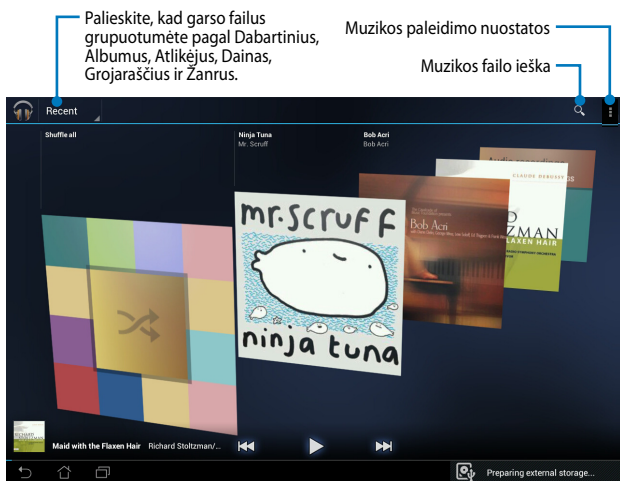 Palieskite, kad garso failus
grupuotumėte pagal Dabartinius,
Albumus, Atlikėjus, Dainas,
Grojaraščius ir Žanrus.
Muzikos paleidimo nuostatos
Muzikos failo ieška
Recent
Shuffle all
Ninja Tuna
Mr. Scruff
Bob Acri
Bob Acri
mr.scruff
ninja tuna
Bob Acri
CLAUDE DEBUSSY
ZMAN
FLAXEN HAIR
Maid with the Flaxen Hair Richard Stoltzman/...
Preparing external storage...